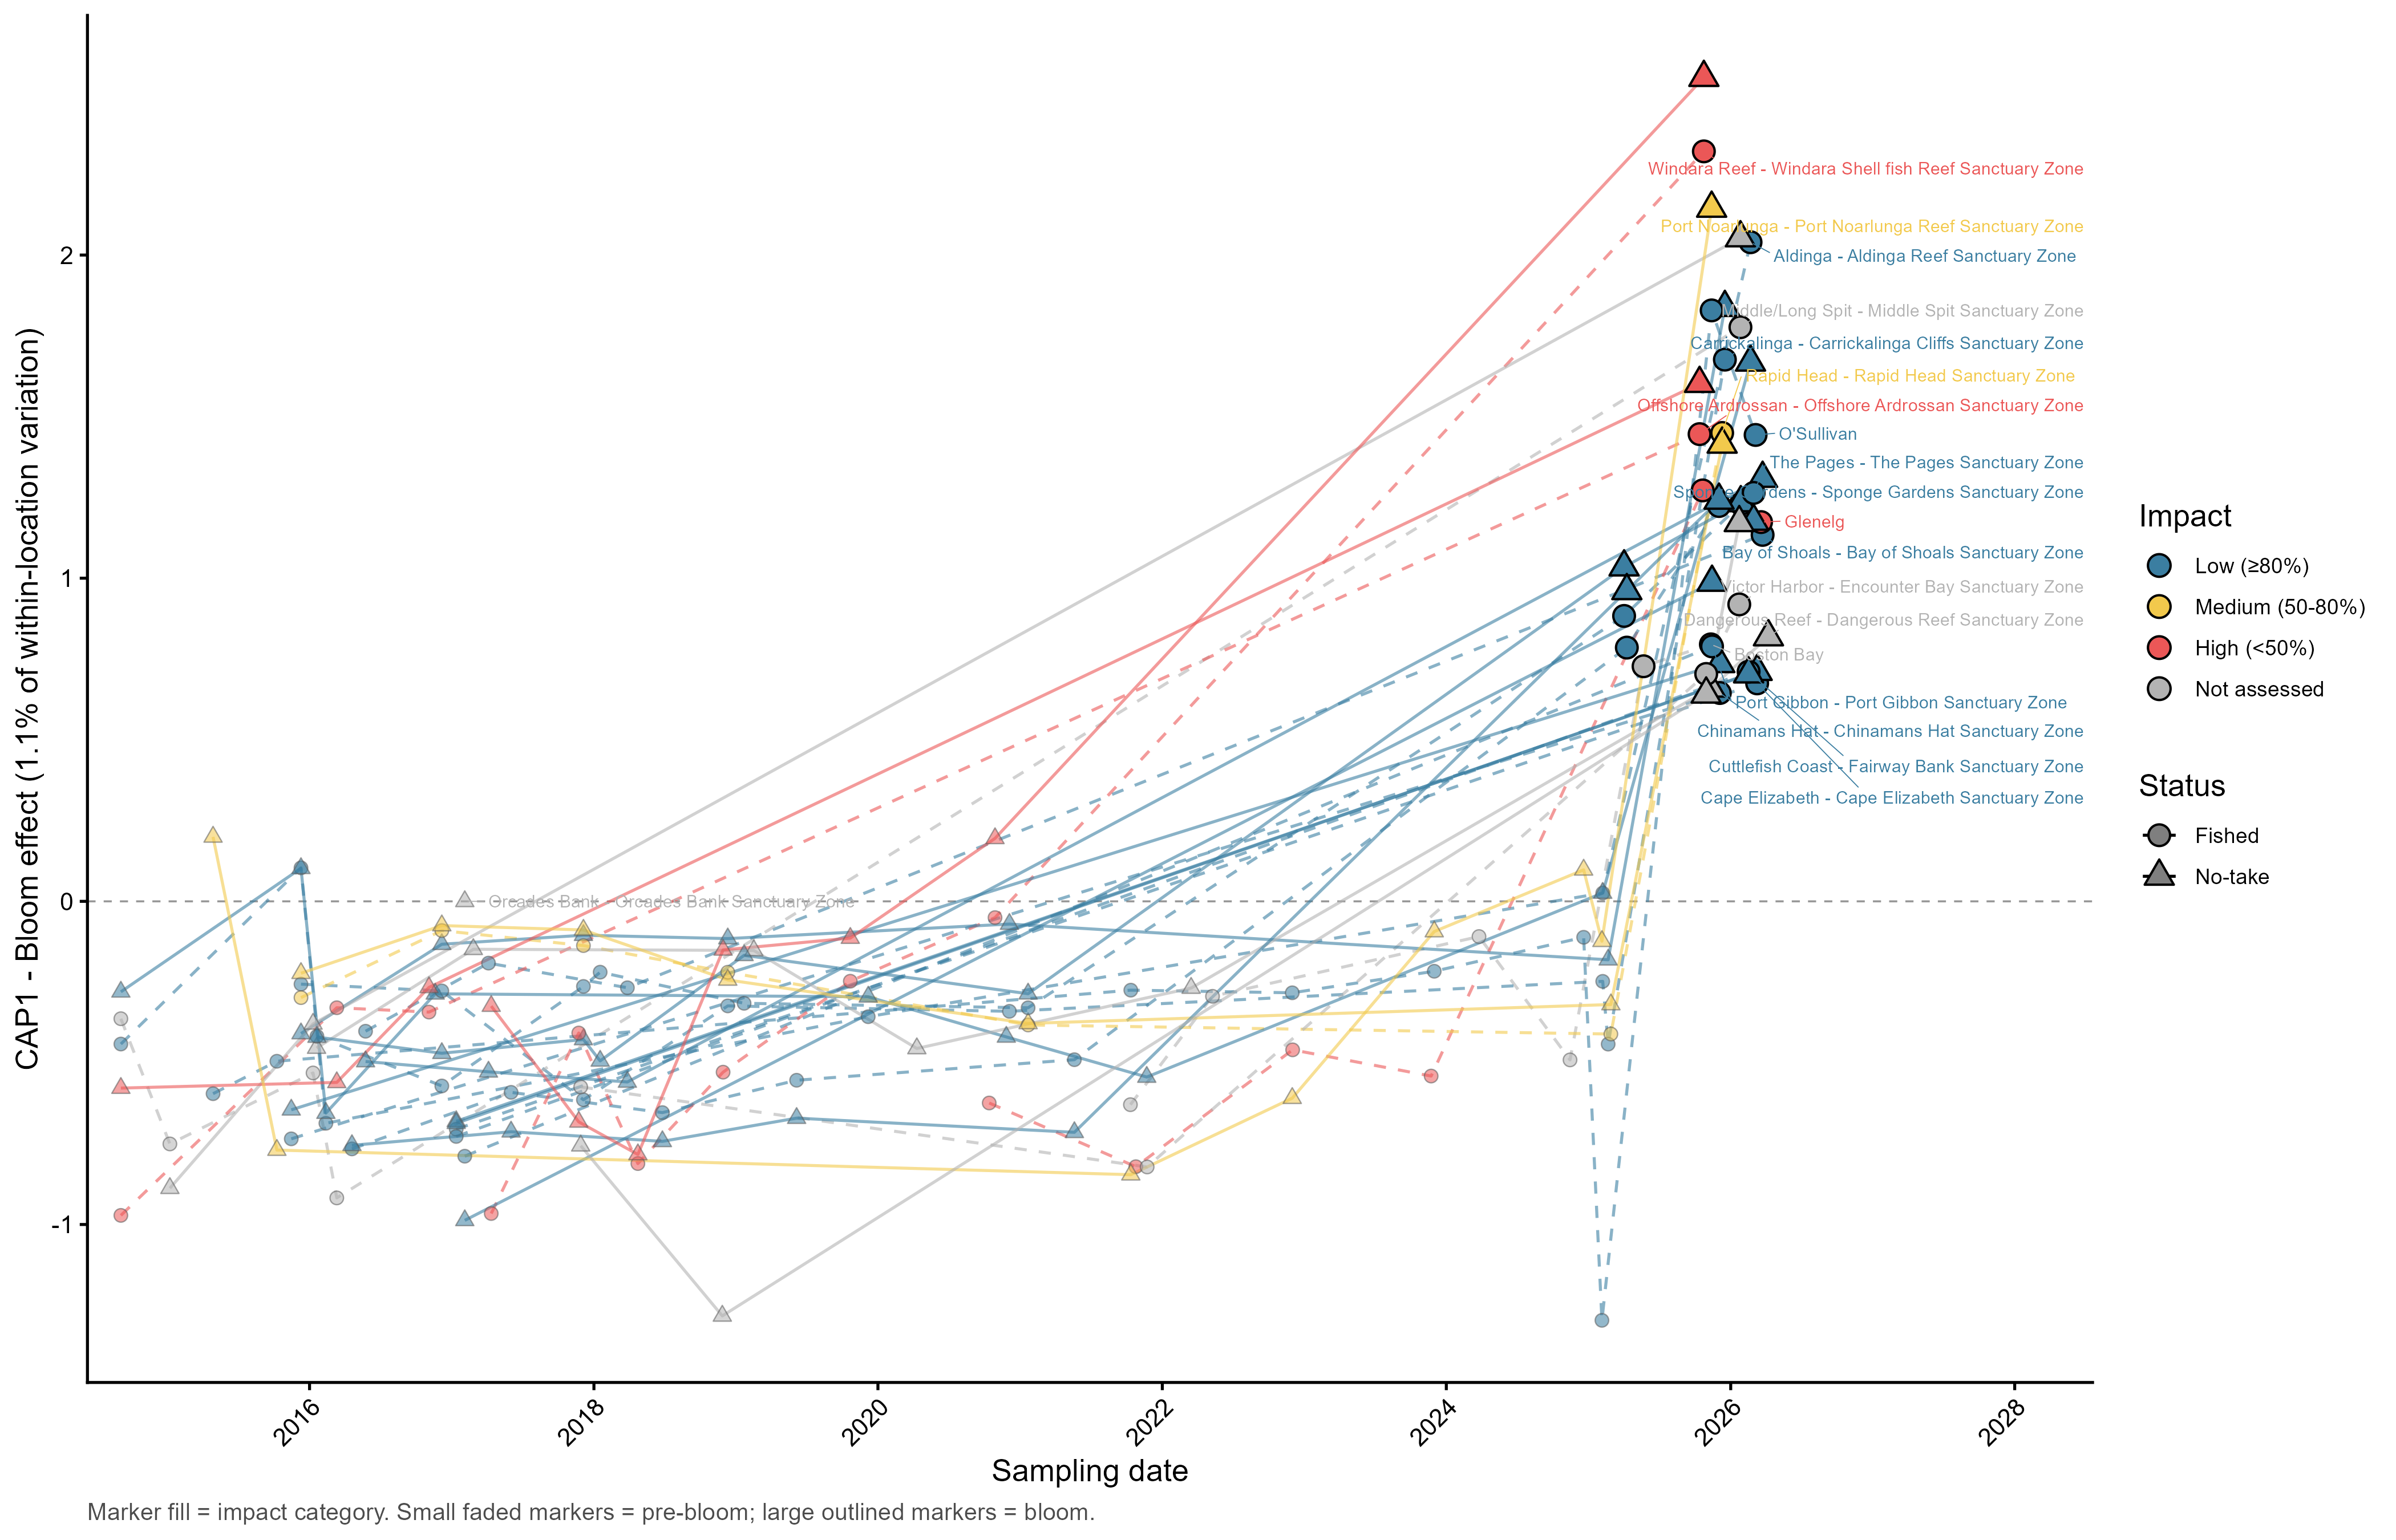 CAP1 - Bloom effect (1.1% of within-location variation)
2
1
0
-1
Windara Reef - Windara Shell fish Reef Sanctuary Zone
Port Noarlunga - Port Noarlunga Reef Sanctuary Zone
Aldinga - Aldinga Reef Sanctuary Zone
Middle/Long Spit - Middle Spit Sanctuary Zone
Carrickalinga - Carrickalinga Cliffs Sanctuary Zone
Rapid Head - Rapid Head Sanctuary Zone
Offshore Ardrossan - Offshore Ardrossan Sanctuary Zone
O'Sullivan
The Pages - The Pages Sanctuary Zone
Sponge Gardens - Sponge Gardens Sanctuary Zone
Glenelg
Bay of Shoals - Bay of Shoals Sanctuary Zone
Victor Harbor - Encounter Bay Sanctuary Zone
Dangerous Reef - Dangerous Reef Sanctuary Zone
Boston Bay
Port Gibbon - Port Gibbon Sanctuary Zone
Chinamans Hat - Chinamans Hat Sanctuary Zone
Cuttlefish Coast - Fairway Bank Sanctuary Zone
Cape Elizabeth - Cape Elizabeth Sanctuary Zone
Orcades Bank - Orcades Bank Sanctuary Zone
Impact
Low (≥80%)
Medium (50-80%)
High (<50%)
Not assessed
Status
Fished
No-take
2016
2018
2020
2022
2024
2026
2028
Sampling date
Marker fill = impact category. Small faded markers = pre-bloom; large outlined markers = bloom.